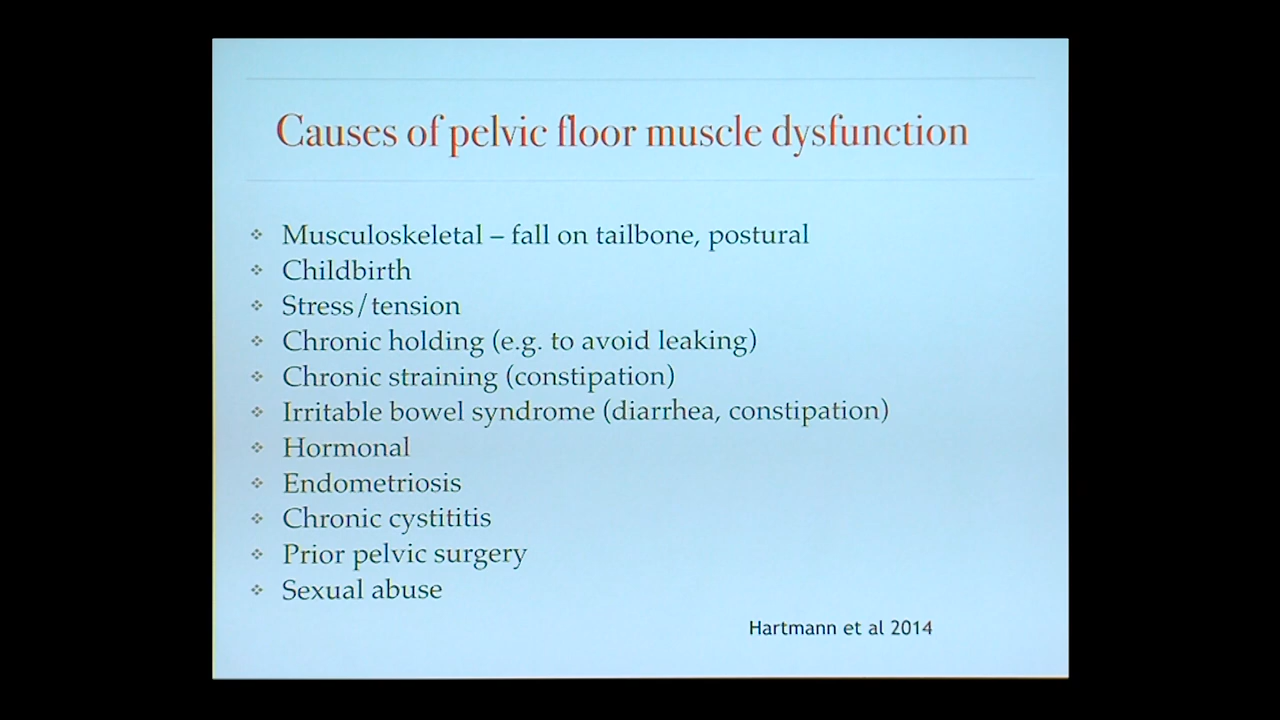 Causes of pelvic floor muscle dysfunction
Musculoskeletal – fall on tailbone, postural
Childbirth
Stress/tension
Chronic holding (e.g. to avoid leaking)
Chronic straining (constipation)
Irritable bowel syndrome (diarrhea, constipation)
Hormonal
Endometriosis
Chronic cystititis
Prior pelvic surgery
Sexual abuse
Hartmann et al 2014